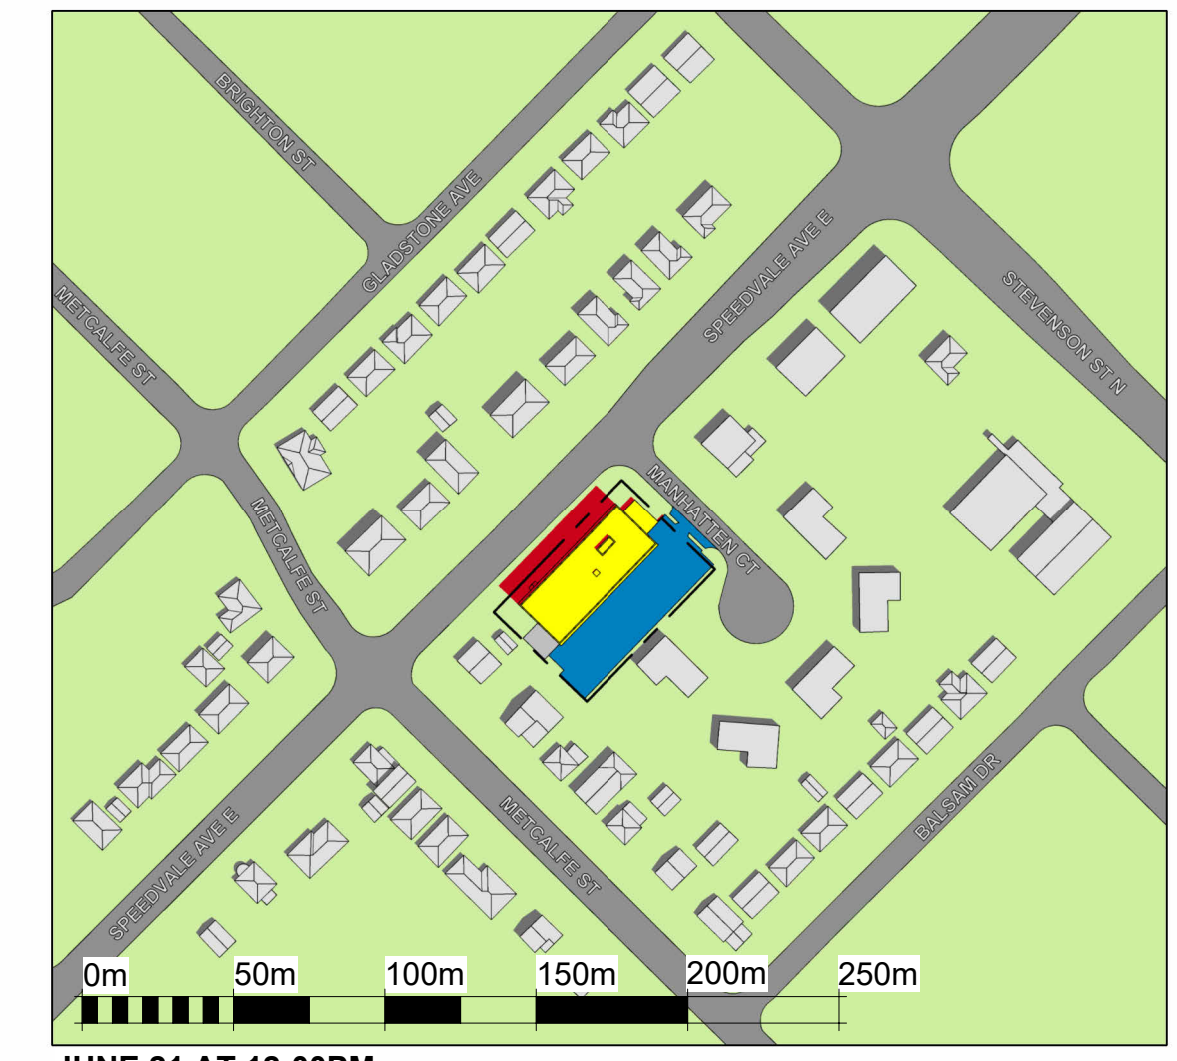 BRIGHTON ST
GLADSTONE AVE
METCALFE ST
SPEEDVALE AVE E
STEVENSON ST N
METCALFE ST
MANHATTEN CT
SPEEDVALE AVE E
METCALFE ST
BALSAM DR
0m 50m 100m 150m 200m 250m